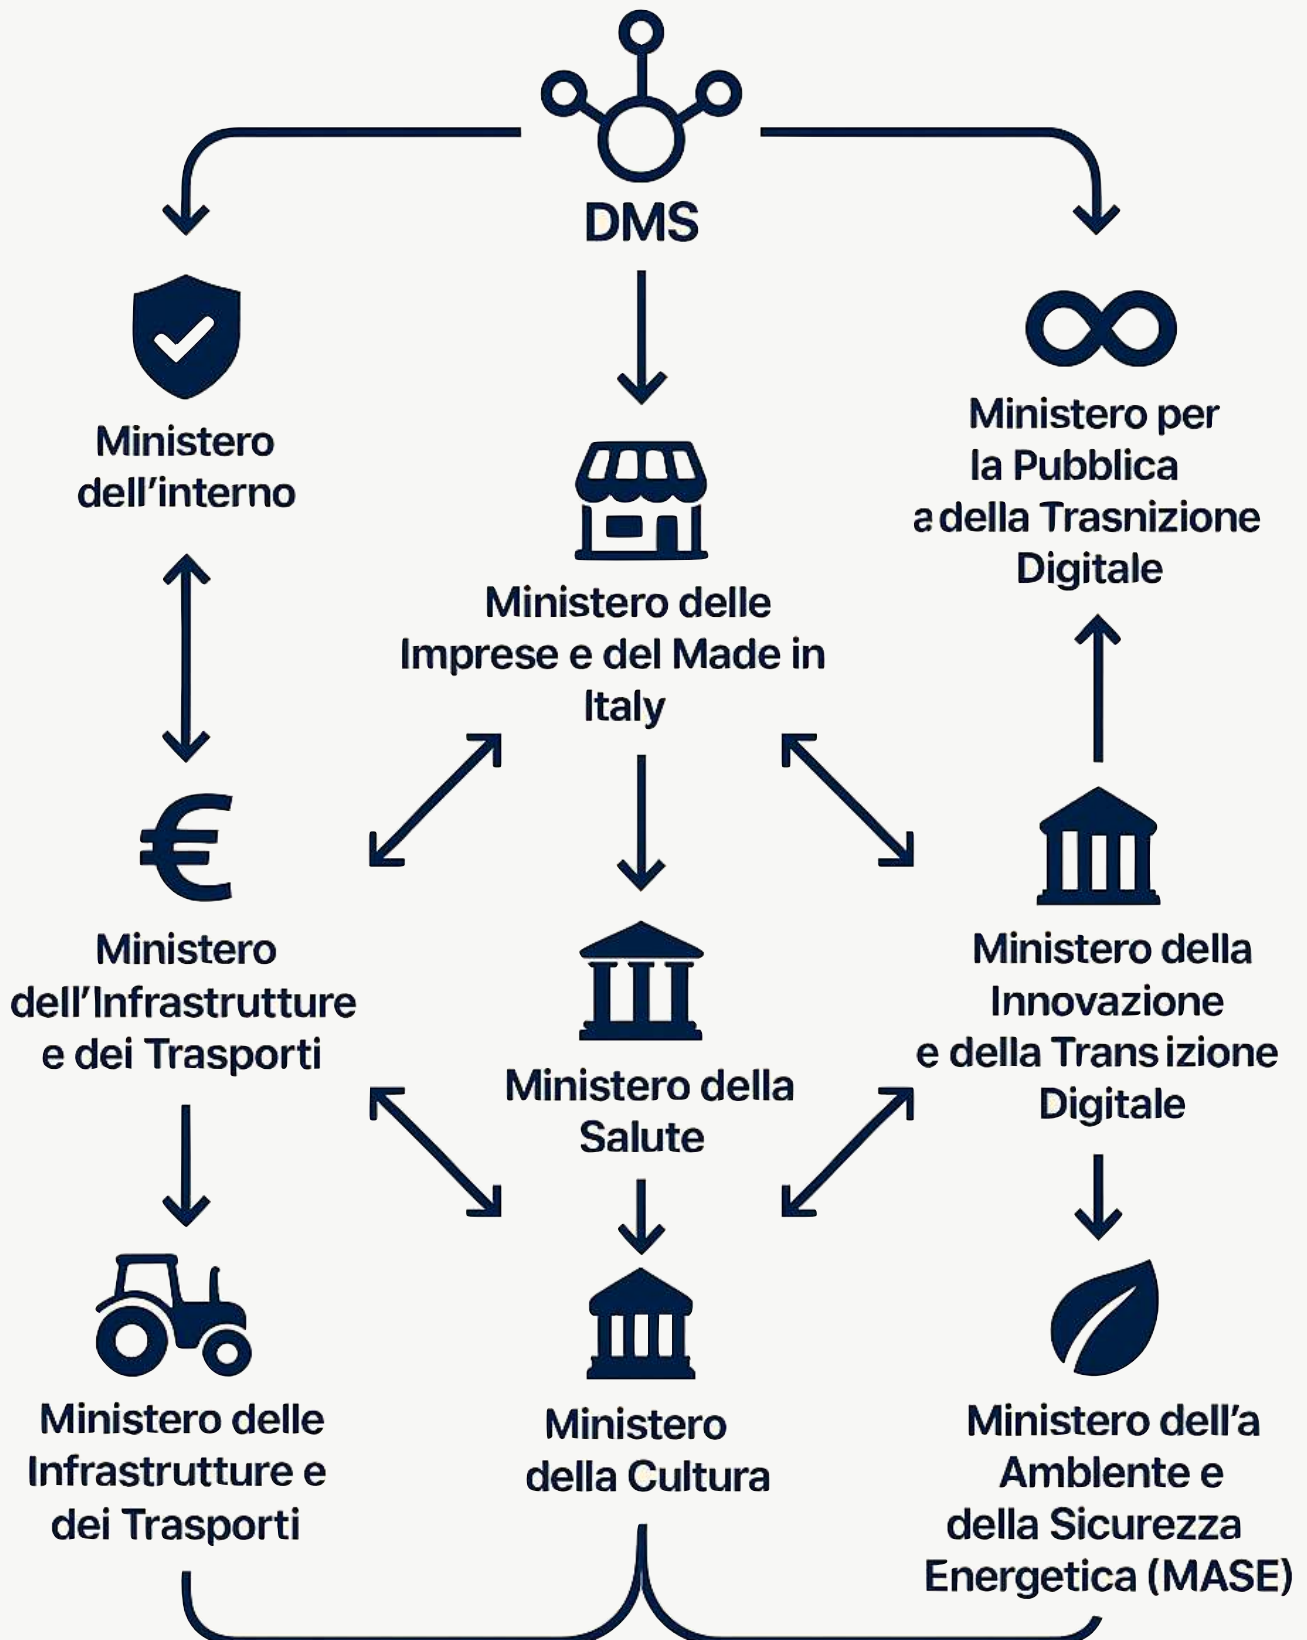 DMS
Ministero
dell'interno
Ministero per
la Pubblica
a della Trasnizione
Digitale
Ministero delle
Imprese e del Made in
Italy
€
Ministero
dell'Infrastrutture
e dei Trasporti
Ministero della
Salute
Ministero della
Innovazione
e della Trans izione
Digitale
Ministero delle
Infrastrutture e
dei Trasporti
Ministero
della Cultura
Ministero dell'a
Amblente e
della Sicurezza
Energetica (MASE)